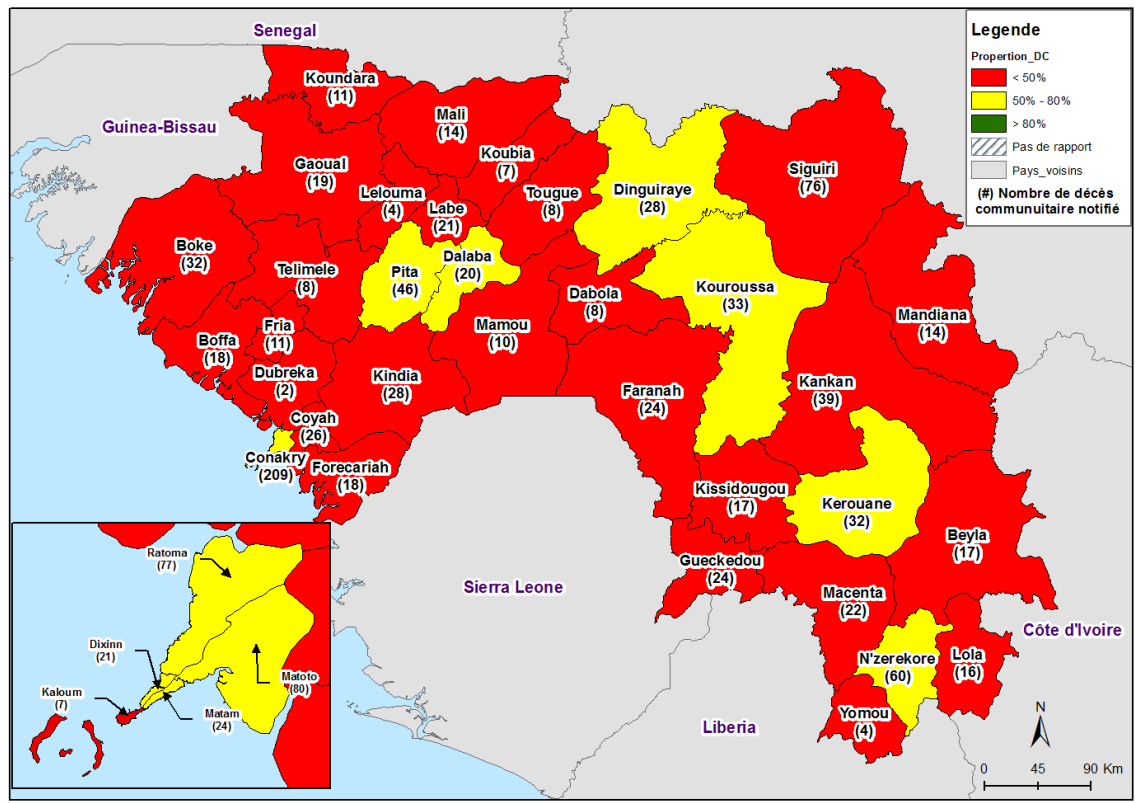 Senegal
Legende
Propertion_DC
< 50%
50% - 80%
> 80%
Pas de rapport
Pays_voisins
(#) Nombre de décès
communuitaire notifié
Koundara
(11)
Guinea-Bissau
Mali
(14)
Koubia
(7)
Gaoual
(19)
Siguiri
(76)
Lelouma
(4)
Tougue
(8)
Dinguiraye
(28)
Labe
(21)
Boke
(32)
Dalaba
(20)
Telimele
(8)
Pita
(46)
Kouroussa
(33)
Dabola
(8)
Mandiana
(14)
Fria
(11)
Mamou
(10)
Boffa
(18)
Dubreka
(2)
Kindia
(28)
Kankan
(39)
Faranah
(24)
Coyah
(26)
Conakry
(209)
Forecariah
(18)
Kissidougou
(17)
Kerouane
(32)
Beyla
(17)
Ratoma
(77)
Gueckedou
(24)
Sierra Leone
Macenta
(22)
Côte d'Ivoire
Dixinn
(21)
N'zerekore
(60)
Lola
(16)
Matoto
(80)
Kaloum
(7)
Matam
(24)
Yomou
(4)
Liberia
N
0 45 90 Km